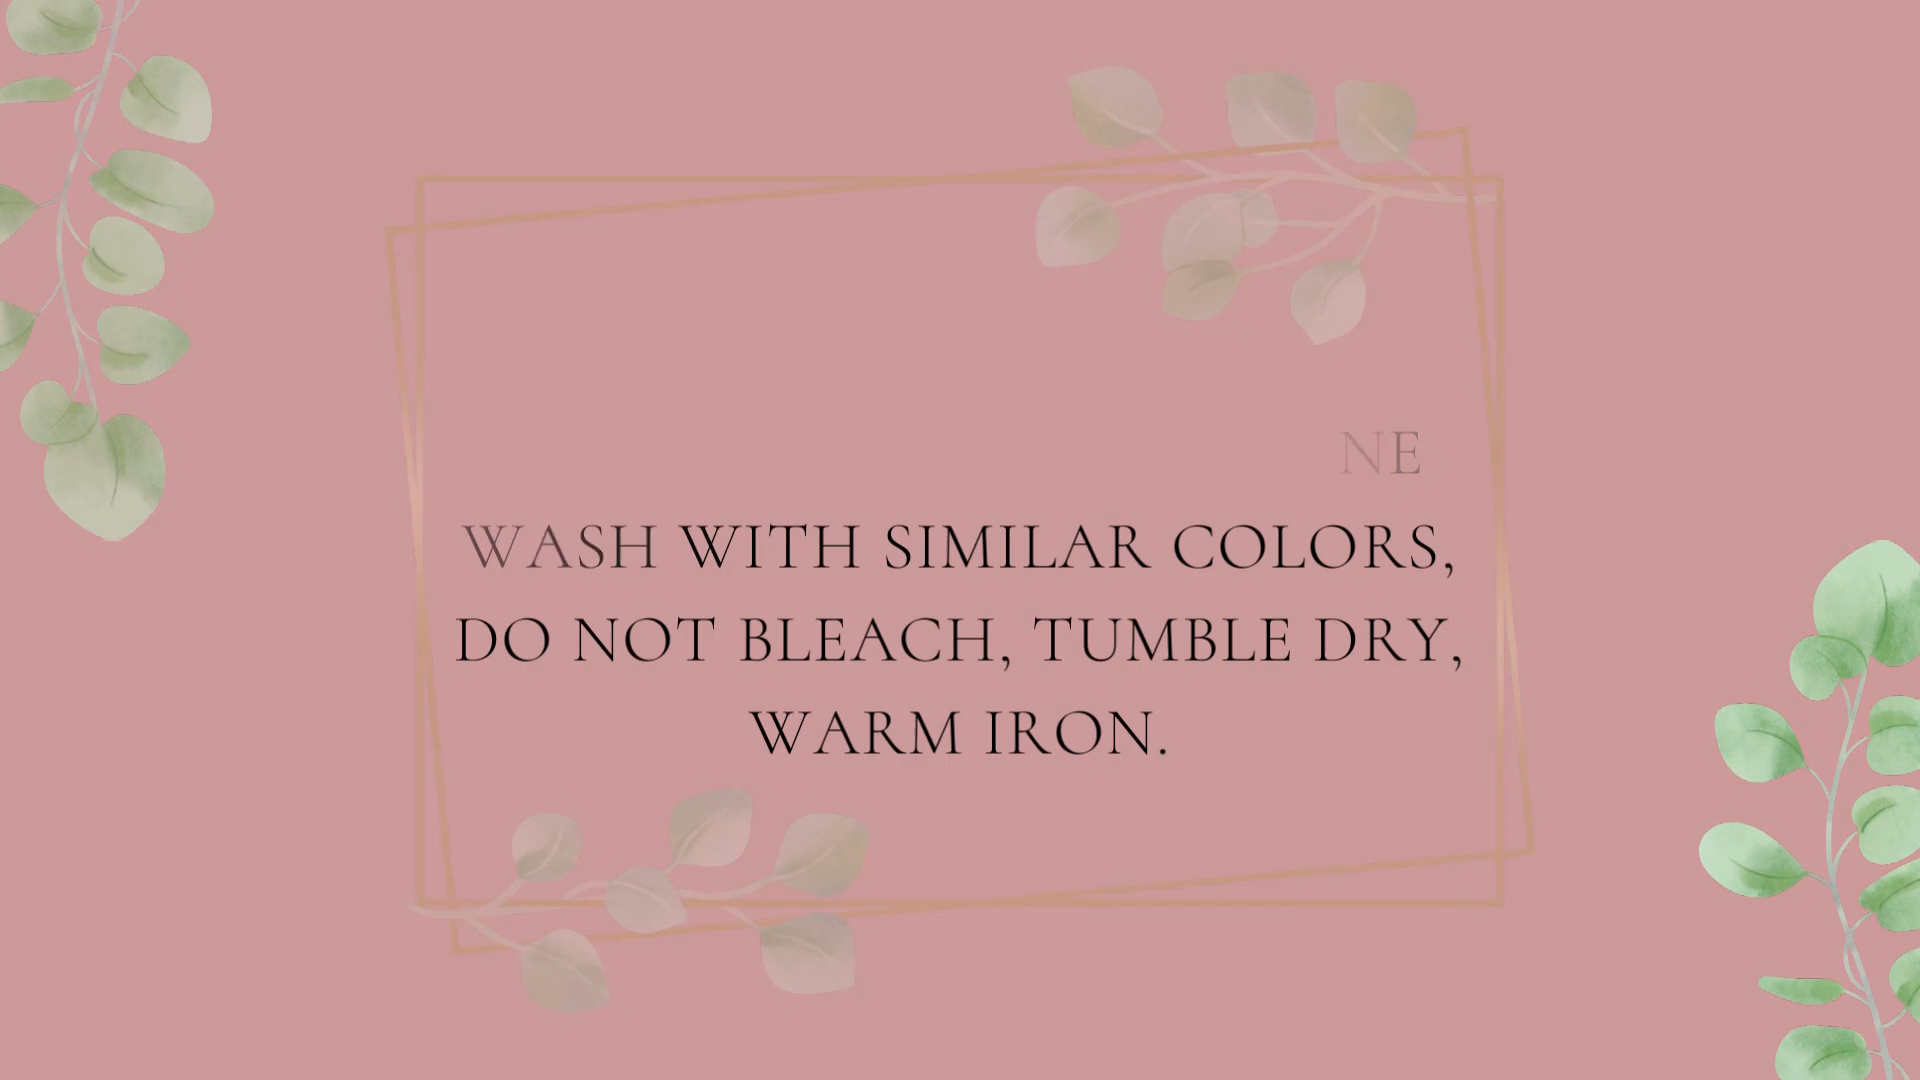 NE
WASH WITH SIMILAR COLORS,
DO NOT BLEACH, TUMBLE DRY,
WARM IRON.